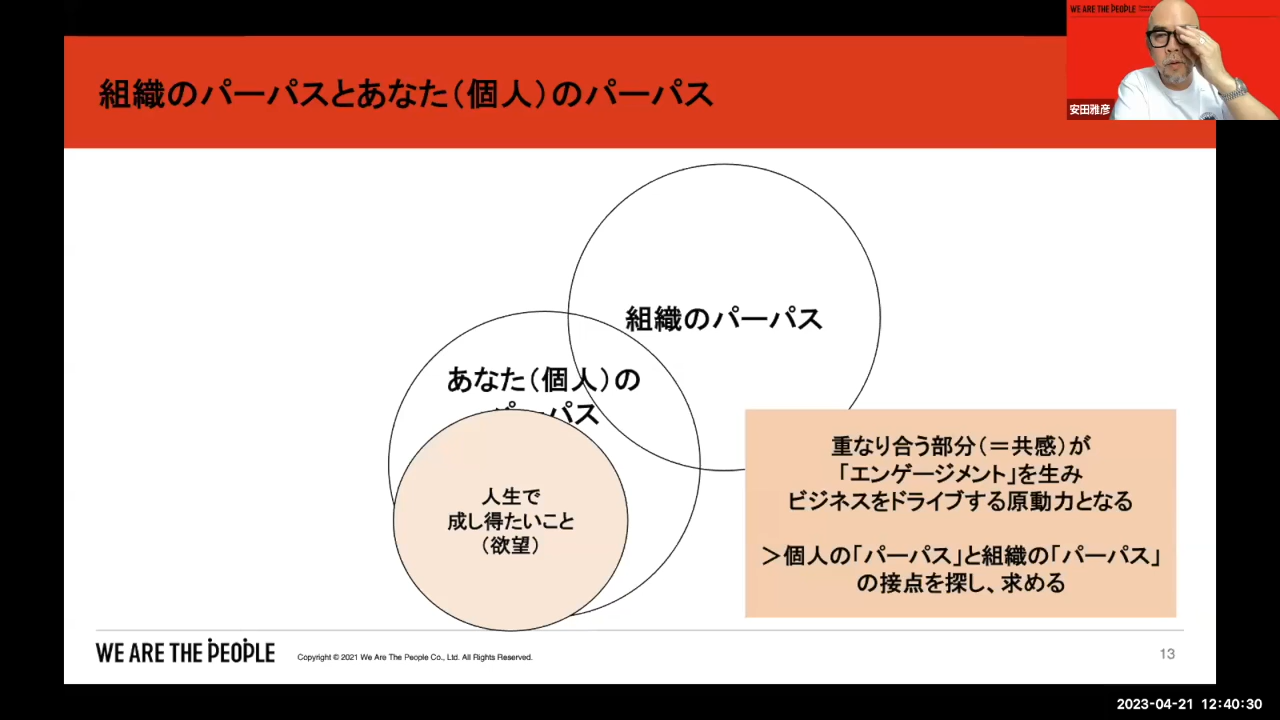 WE ARE THE PEOPLE
組織のパーパスとあなた（個人）のパーパス
安田雅彦
組織のパーパス
あなた（個人）の
パーパス
人生で
成し得たいこと
（欲望）
重なり合う部分（＝共感）が
「エンゲージメント」を生み
ビジネスをドライブする原動力となる
＞個人の「パーパス」と組織の「パーパス」
の接点を探し、求める
WE ARE THE PEOPLE
Copyright © 2021 We Are The People Co., Ltd. All Rights Reserved.
13
2023-04-21 12:40:30